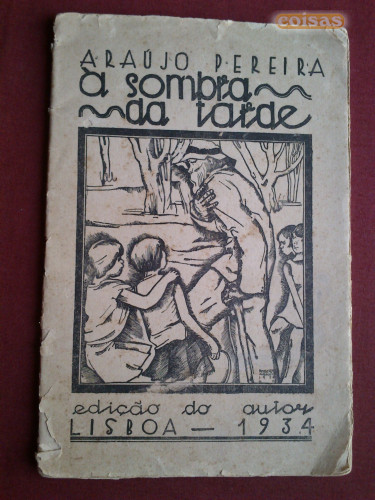 coisas
ARAÚJO PEREIRA
a sombra
da tarde
edição do autor
LISBOA — 1934